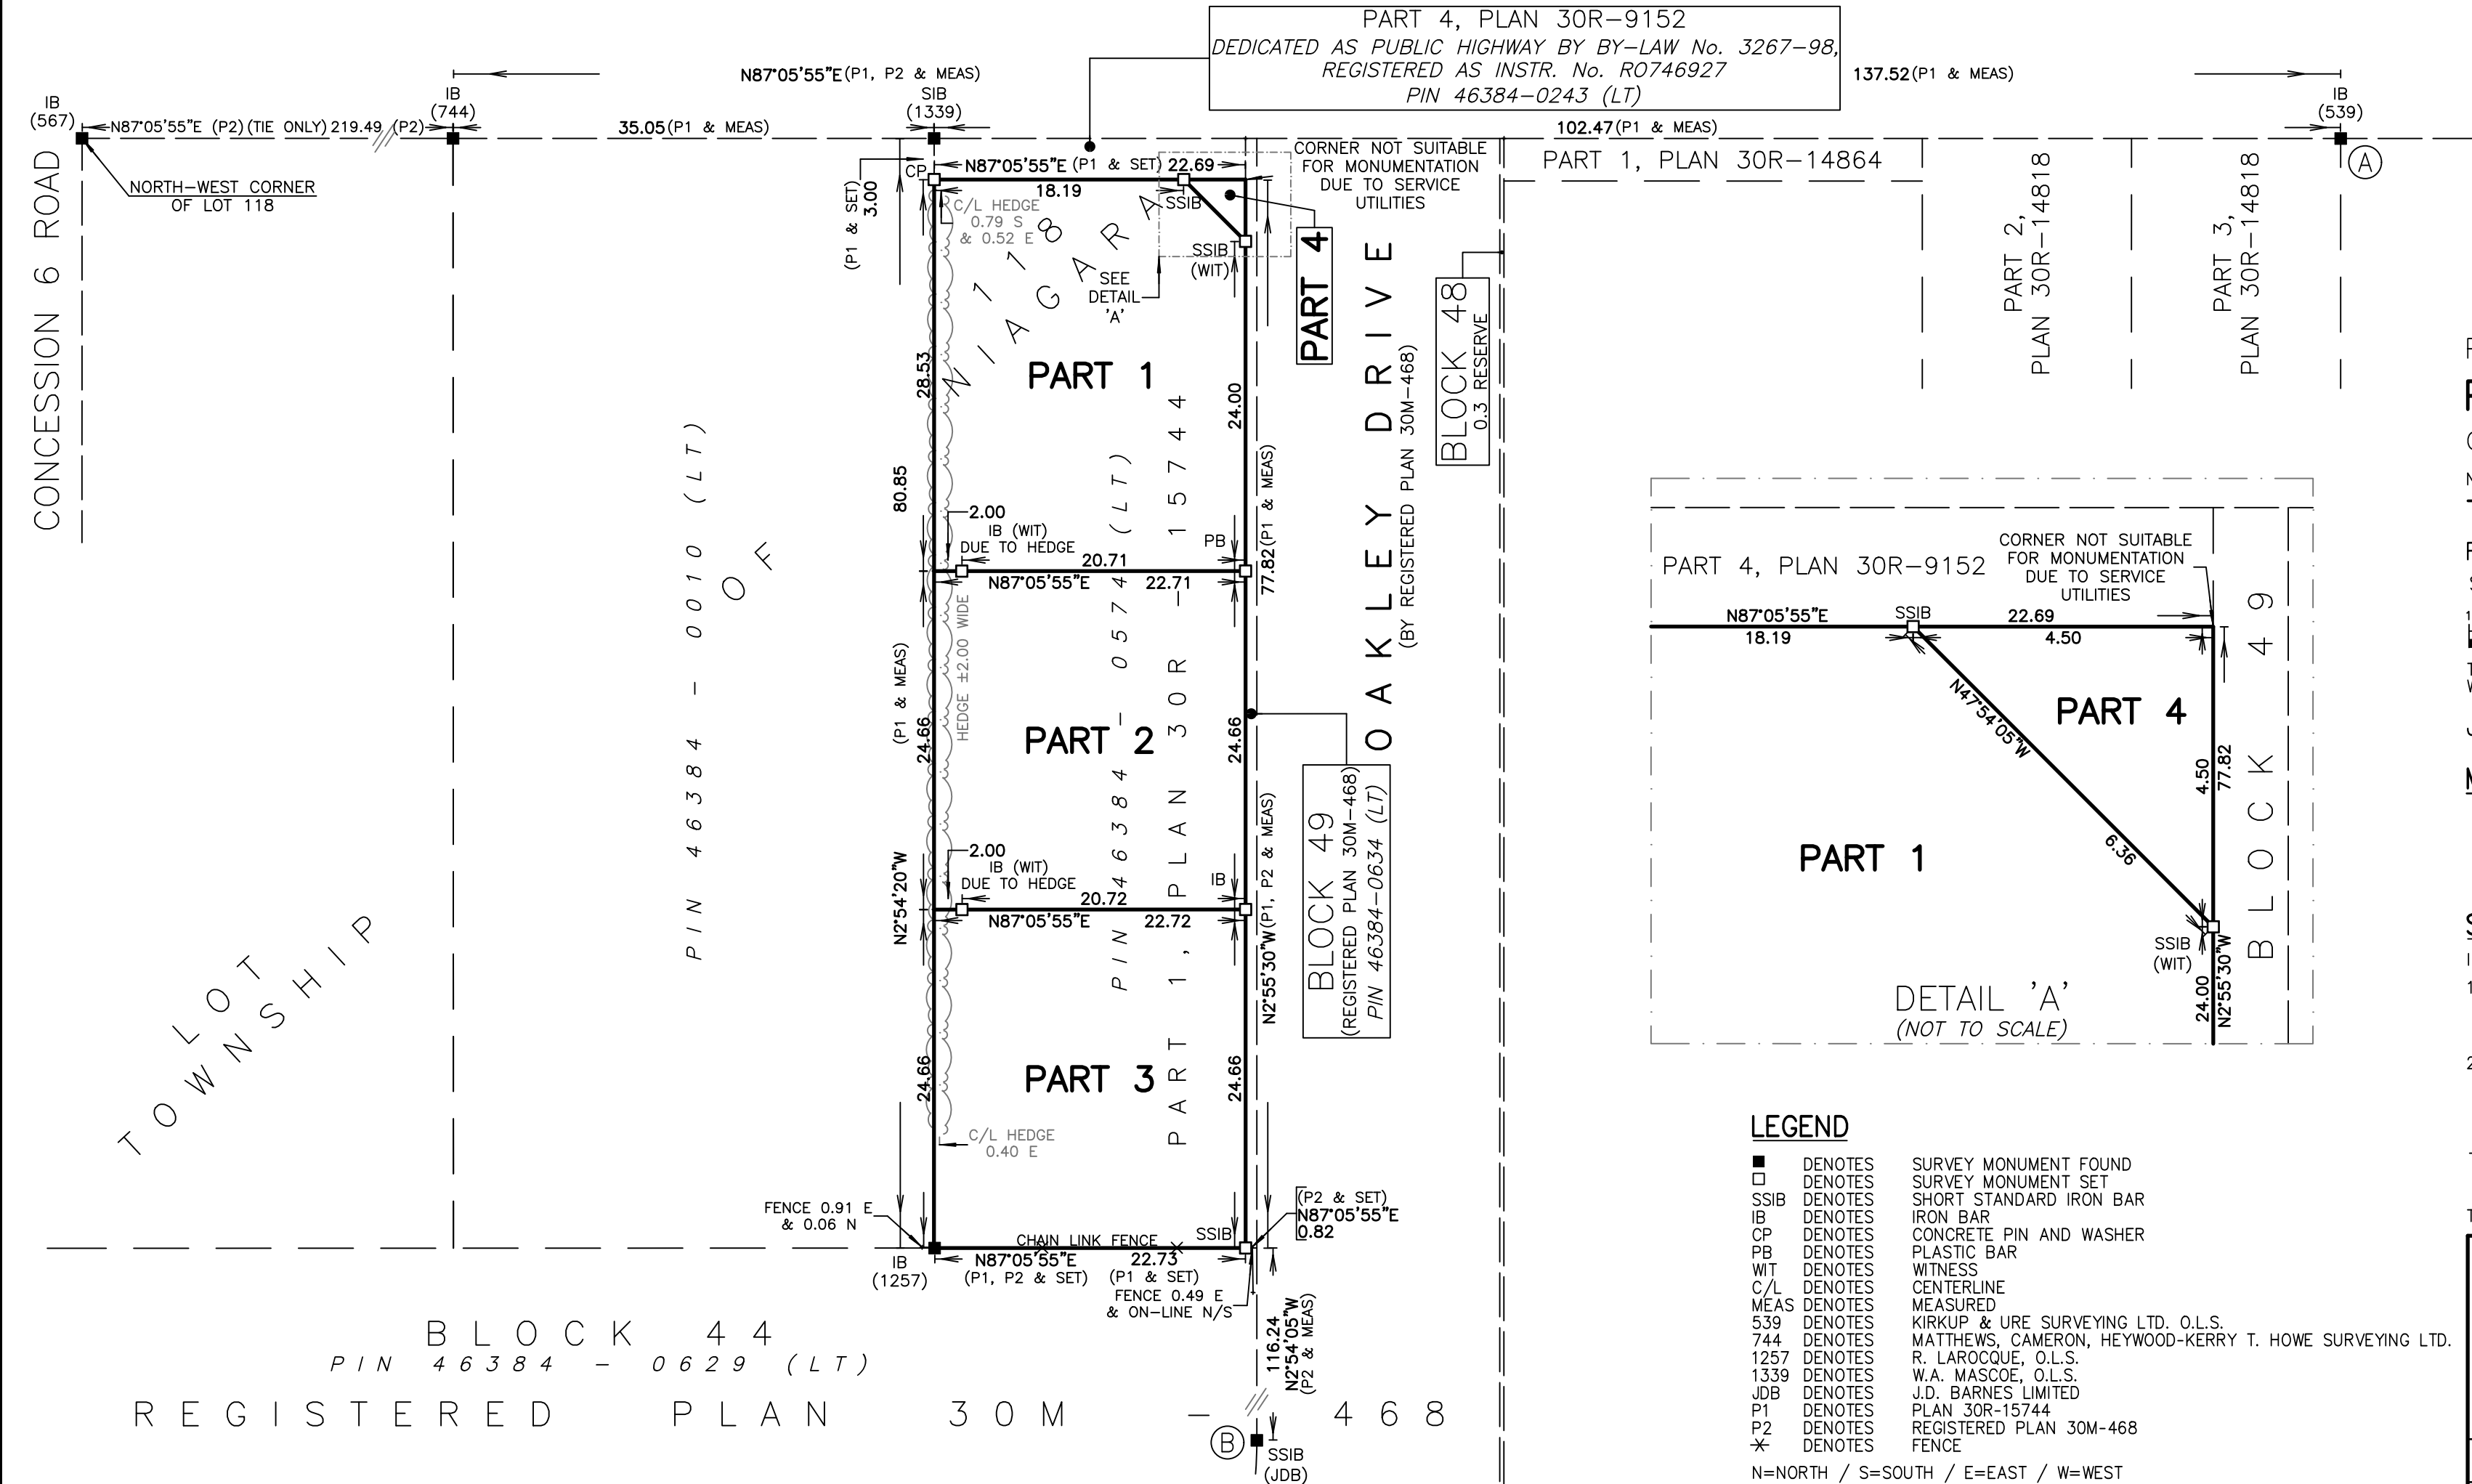 PART 4, PLAN 30R-9152
DEDICATED AS PUBLIC HIGHWAY BY BY-LAW No. 3267-98,
REGISTERED AS INSTR. No. RO746927
PIN 46384-0243 (LT)
N87°05'55"E (P1, P2 & MEAS)
137.52 (P1 & MEAS)
IB
(567)
IB
(744)
SIB
(1339)
IB
(539)
N87°05'55"E (P2) (TIE ONLY) 219.49 (P2)
35.05 (P1 & MEAS)
102.47 (P1 & MEAS)
A
NORTH-WEST CORNER
OF LOT 118
CONCESSION 6 ROAD
(P1 & SET)
3.00
CP
N87°05'55"E (P1 & SET) 22.69
18.19
SSIB
C/L HEDGE
0.79 S
& 0.52 E
CORNER NOT SUITABLE
FOR MONUMENTATION
DUE TO SERVICE
UTILITIES
SSIB
(WIT)
SEE
DETAIL
'A'
PART 4
PART 1, PLAN 30R-14864
PART 2,
PLAN 30R-14818
PART 3,
PLAN 30R-14818
LOT 118
TOWNSHIP OF NIAGARA
PART 1
28.53
24.00
80.85
(P1 & MEAS)
N2°54'20"W
77.82 (P1 & MEAS)
N2°55'30"W (P1, P2 & MEAS)
OAKLEY DRIVE
(BY REGISTERED PLAN 30M-468)
BLOCK 48
0.3 RESERVE
PIN 46384 - 0010 (LT)
PIN 46384 - 0574 (LT)
PART 1, PLAN 30R - 15744
2.00
IB (WIT)
DUE TO HEDGE
PB
20.71
N87°05'55"E 22.71
HEDGE ±2.00 WIDE
PART 2
24.66
24.66
2.00
IB (WIT)
DUE TO HEDGE
IB
20.72
N87°05'55"E 22.72
BLOCK 49
(REGISTERED PLAN 30M-468)
PIN 46384-0634 (LT)
PART 3
24.66
24.66
C/L HEDGE
0.40 E
FENCE 0.91 E
& 0.06 N
CHAIN LINK FENCE
SSIB
(P2 & SET)
N87°05'55"E
0.82
IB
(1257)
N87°05'55"E 22.73
(P1, P2 & SET) (P1 & SET)
FENCE 0.49 E
& ON-LINE N/S
116.24
N2°54'05"W
(P2 & MEAS)
B
SSIB
(JDB)
BLOCK 44
PIN 46384 - 0629 (LT)
REGISTERED PLAN 30M - 468
PART 4, PLAN 30R-9152
CORNER NOT SUITABLE
FOR MONUMENTATION
DUE TO SERVICE
UTILITIES
N87°05'55"E
SSIB
22.69
18.19
4.50
N47°54'05"W
6.36
PART 4
4.50
77.82
BLOCK 49
PART 1
SSIB
(WIT)
24.00
N2°55'30"W
DETAIL 'A'
(NOT TO SCALE)
LEGEND
■ DENOTES SURVEY MONUMENT FOUND
□ DENOTES SURVEY MONUMENT SET
SSIB DENOTES SHORT STANDARD IRON BAR
IB DENOTES IRON BAR
CP DENOTES CONCRETE PIN AND WASHER
PB DENOTES PLASTIC BAR
WIT DENOTES WITNESS
C/L DENOTES CENTERLINE
MEAS DENOTES MEASURED
539 DENOTES KIRKUP & URE SURVEYING LTD. O.L.S.
744 DENOTES MATTHEWS, CAMERON, HEYWOOD-KERRY T. HOWE SURVEYING LTD.
1257 DENOTES R. LAROCQUE, O.L.S.
1339 DENOTES W.A. MASCOE, O.L.S.
JDB DENOTES J.D. BARNES LIMITED
P1 DENOTES PLAN 30R-15744
P2 DENOTES REGISTERED PLAN 30M-468
DENOTES FENCE
N=NORTH / S=SOUTH / E=EAST / W=WEST